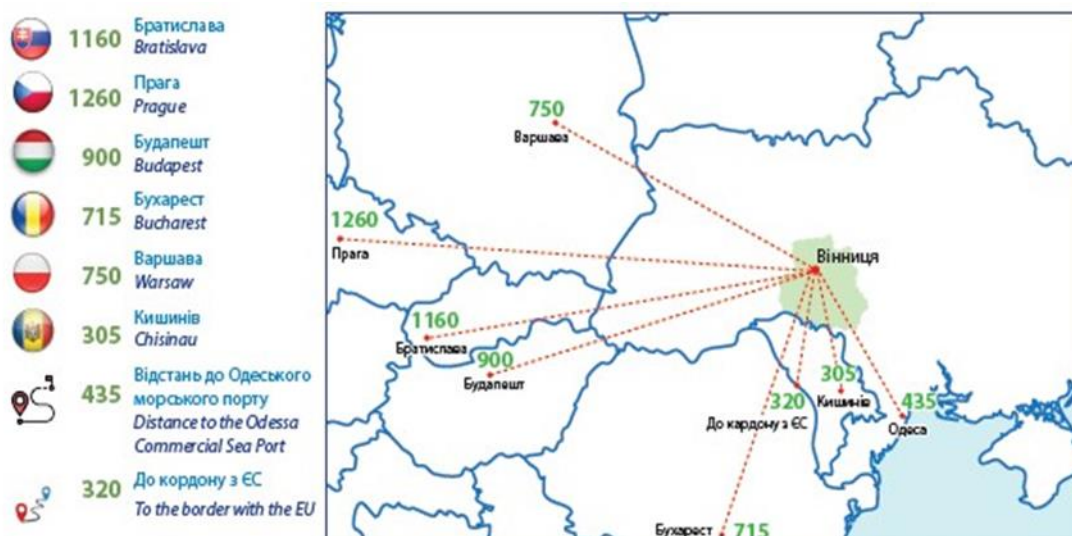 1160 Братислава
Bratislava
1260 Прага
Prague
900 Будапешт
Budapest
715 Бухарест
Bucharest
750 Варшава
Warsaw
305 Кишинів
Chisinau
435 Відстань до Одеського
морського порту
Distance to the Odessa
Commercial Sea Port
320 До кордону з ЄС
To the border with the EU
750
Варшава
1260
Прага
Вінниця
1160
Братислава
900
Будапешт
305
Кишинів
320
До кардону з ЄС
435
Одеса
Бухарест 715